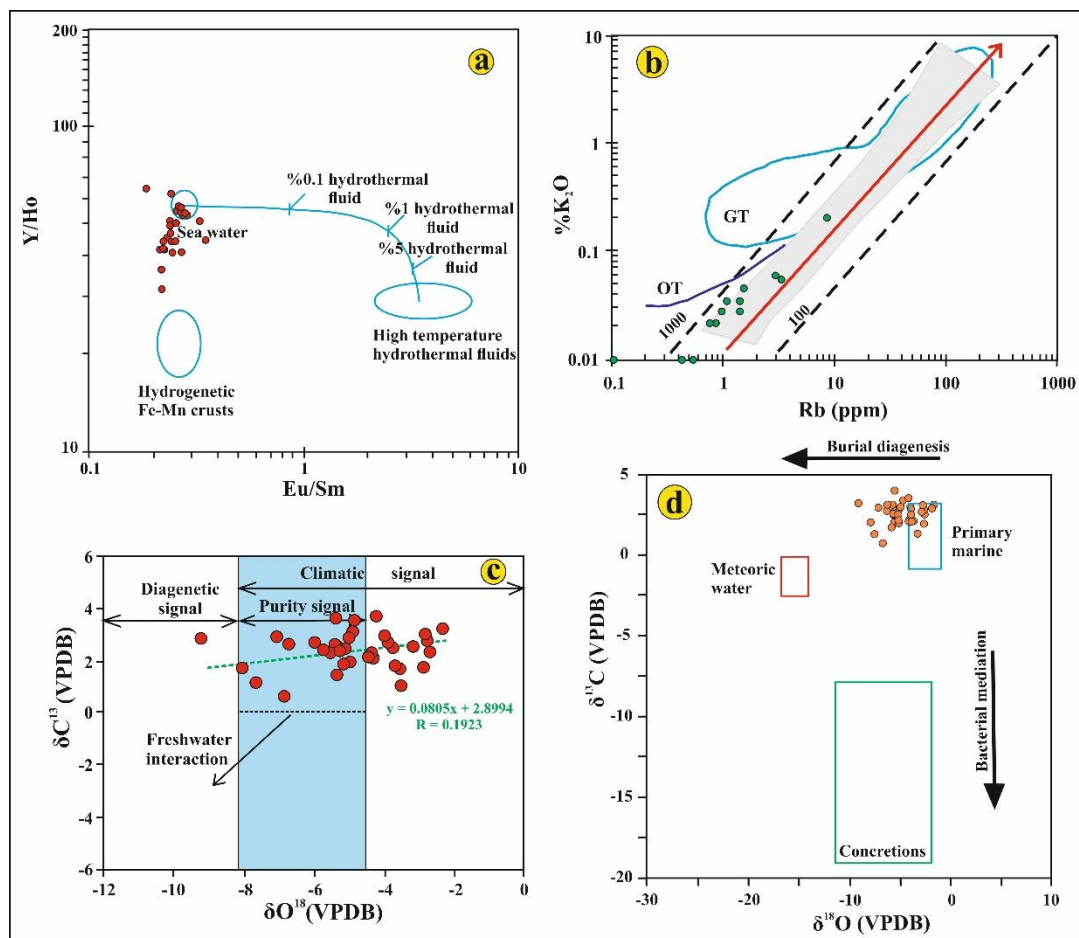 a
200
100
10
Y/Ho
0.1
1
10
Eu/Sm
%0.1 hydrothermal
fluid
%1 hydrothermal
fluid
%5 hydrothermal
fluid
Sea water
High temperature
hydrothermal fluids
Hydrogenetic
Fe-Mn crusts
b
10
1
0.1
0.01
%K₂O
GT
OT
1000
100
0.1
1
10
100
1000
Rb (ppm)
c
6
4
2
0
-2
-4
-6
δC¹³ (VPDB)
Climatic signal
Diagenetic
signal
Purity signal
y = 0.0805x + 2.8994
R = 0.1923
Freshwater
interaction
-12
-10
-8
-6
-4
-2
0
δO¹⁸(VPDB)
Burial diagenesis
d
5
0
-5
-10
-15
-20
δ¹³C (VPDB)
Primary
marine
Meteoric
water
Bacterial mediation
Concretions
-30
-20
-10
0
10
δ¹⁸O (VPDB)